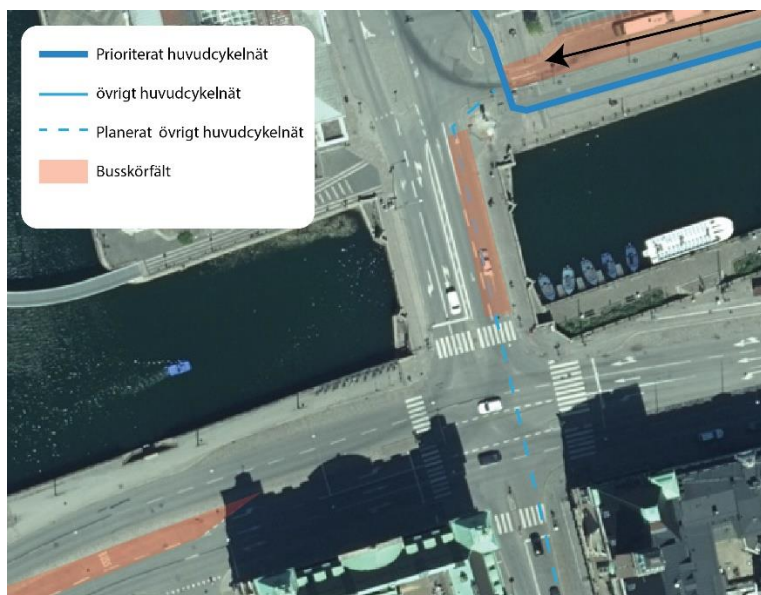 Prioriterat huvudcykelnät
övrigt huvudcykelnät
Planerat övrigt huvudcykelnät
Busskörfält